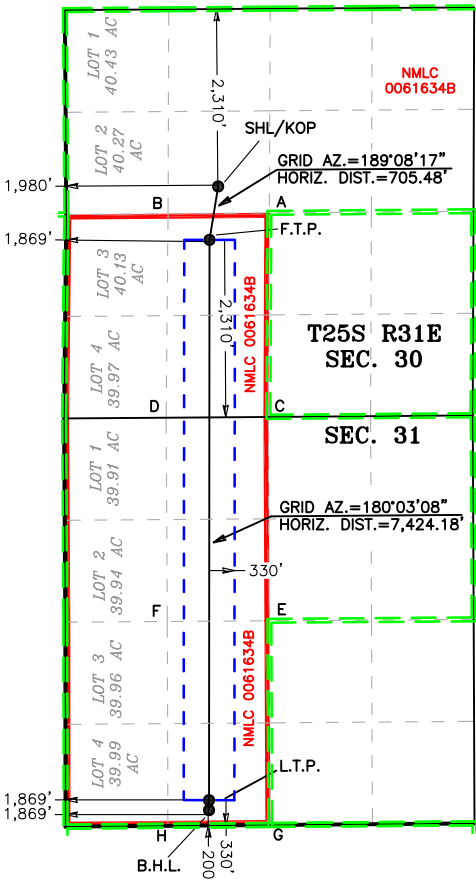 LOT 1
40.43 AC
2,310'
NMLC
0061634B
LOT 2
40.27
AC
SHL/KOP
GRID AZ.=189°08'17"
HORIZ. DIST.=705.48'
1,980'
B
A
1,869'
F.T.P.
LOT 3
40.13
AC
2,310'
NMLC 0061634B
T25S R31E
SEC. 30
LOT 4
39.97 AC
D
C
SEC. 31
LOT 1
39.91 AC
GRID AZ.=180°03'08"
HORIZ. DIST.=7,424.18'
LOT 2
39.94 AC
330'
F
E
LOT 3
39.96 AC
NMLC 0061634B
LOT 4
39.99
AC
L.T.P.
1,869'
1,869'
H
G
B.H.L.
200
330'